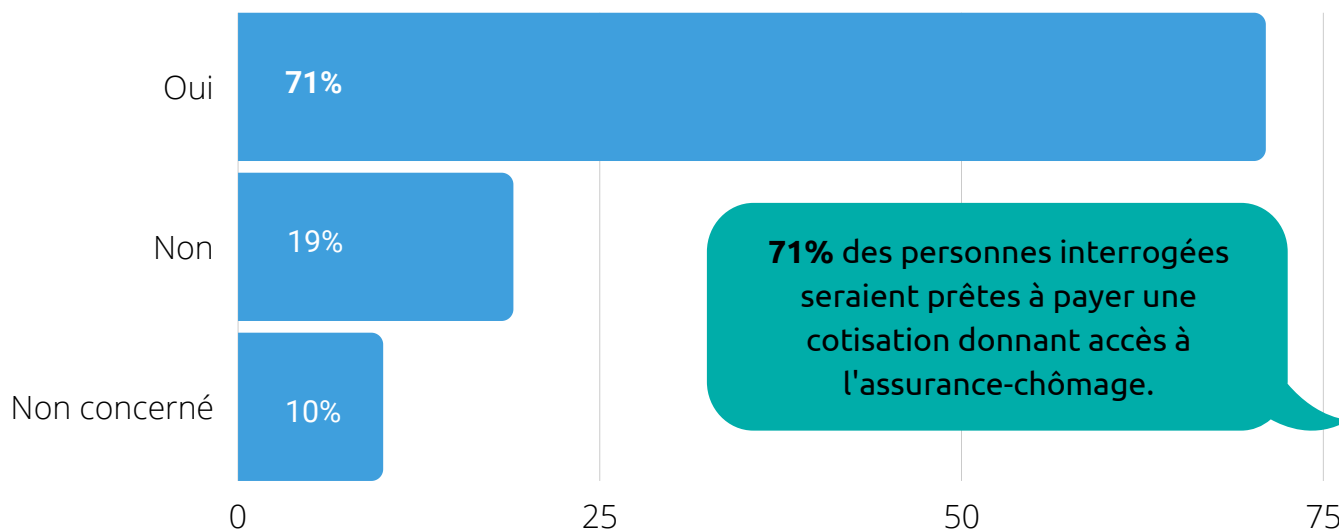 Oui
71%
Non
19%
71% des personnes interrogées
seraient prêtes à payer une
cotisation donnant accès à
l'assurance-chômage.
Non concerné
10%
0
25
50
75